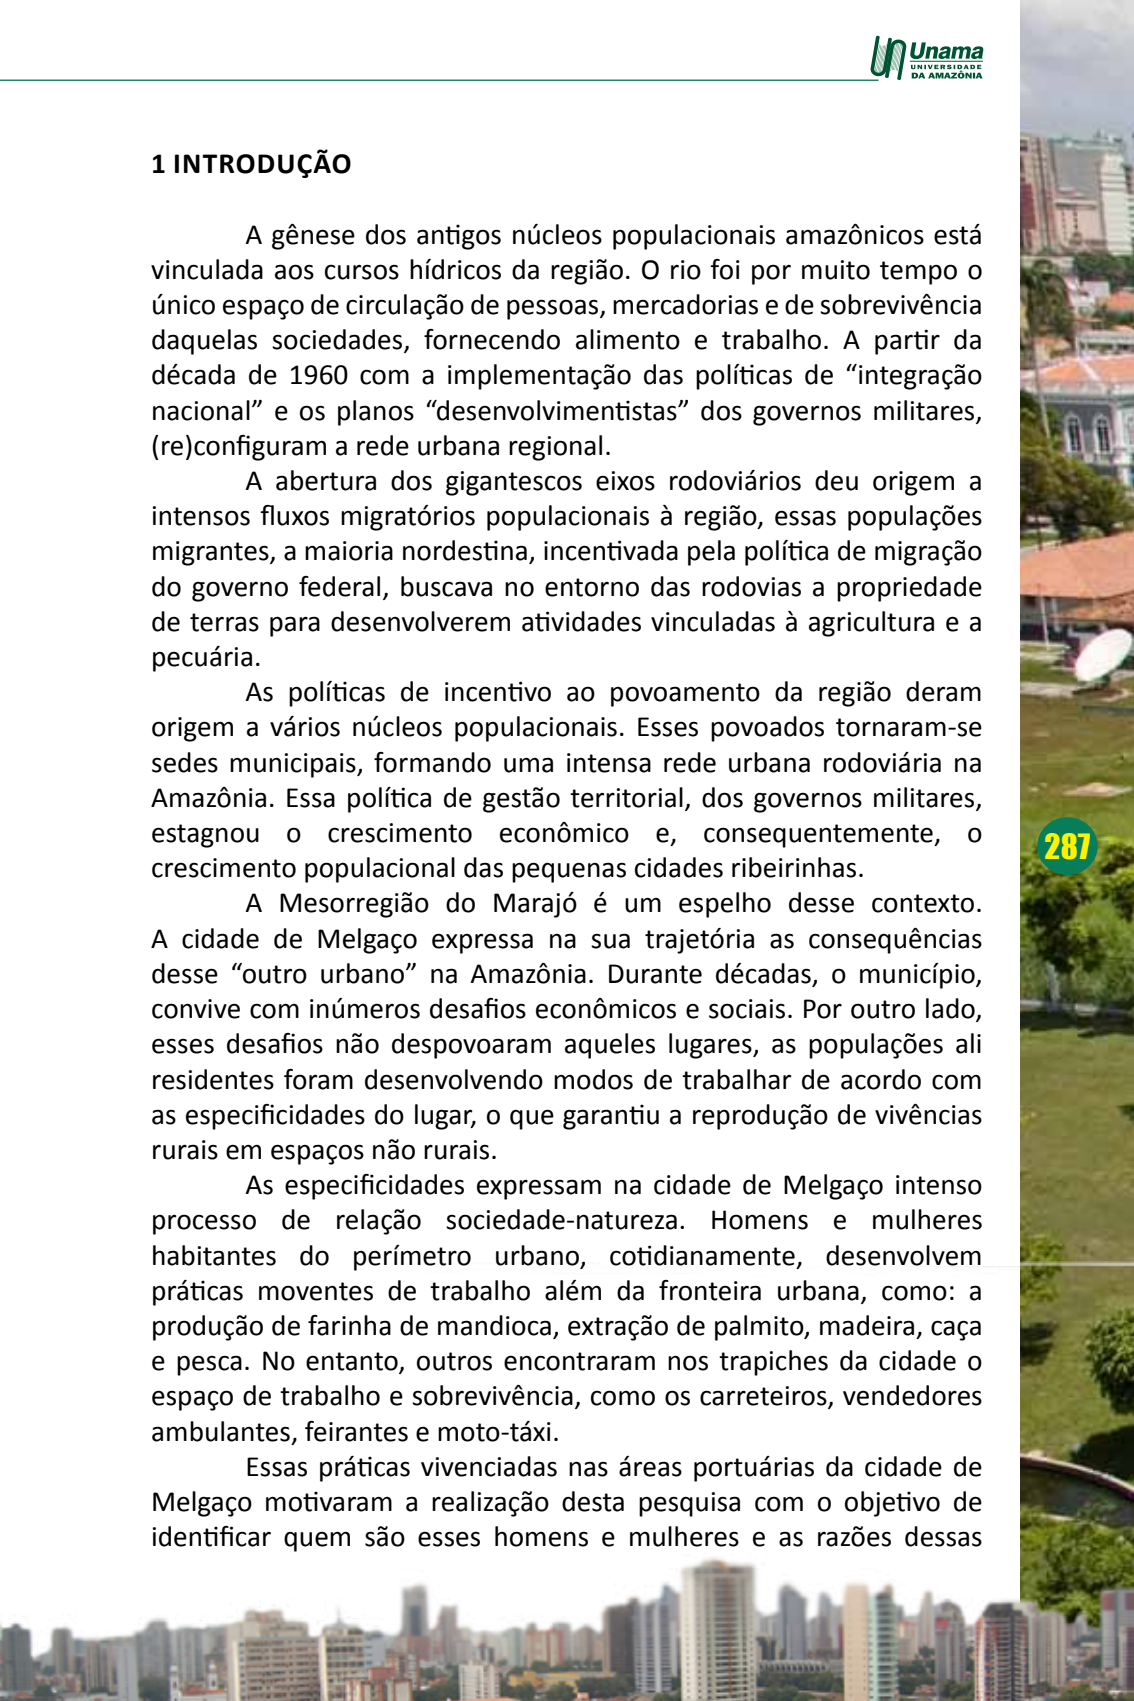 Unama
UNIVERSIDADE
DA AMAZÔNIA
1 INTRODUÇÃO
A gênese dos antigos núcleos populacionais amazônicos está
vinculada aos cursos hídricos da região. O rio foi por muito tempo o
único espaço de circulação de pessoas, mercadorias e de sobrevivência
daquelas sociedades, fornecendo alimento e trabalho. A partir da
década de 1960 com a implementação das políticas de “integração
nacional” e os planos “desenvolvimentistas” dos governos militares,
(re)configuram a rede urbana regional.
A abertura dos gigantescos eixos rodoviários deu origem a
intensos fluxos migratórios populacionais à região, essas populações
migrantes, a maioria nordestina, incentivada pela política de migração
do governo federal, buscava no entorno das rodovias a propriedade
de terras para desenvolverem atividades vinculadas à agricultura e a
pecuária.
As políticas de incentivo ao povoamento da região deram
origem a vários núcleos populacionais. Esses povoados tornaram-se
sedes municipais, formando uma intensa rede urbana rodoviária na
Amazônia. Essa política de gestão territorial, dos governos militares,
estagnou o crescimento econômico e, consequentemente, o
crescimento populacional das pequenas cidades ribeirinhas.
A Mesorregião do Marajó é um espelho desse contexto.
A cidade de Melgaço expressa na sua trajetória as consequências
desse “outro urbano” na Amazônia. Durante décadas, o município,
convive com inúmeros desafios econômicos e sociais. Por outro lado,
esses desafios não despovoaram aqueles lugares, as populações ali
residentes foram desenvolvendo modos de trabalhar de acordo com
as especificidades do lugar, o que garantiu a reprodução de vivências
rurais em espaços não rurais.
As especificidades expressam na cidade de Melgaço intenso
processo de relação sociedade-natureza. Homens e mulheres
habitantes do perímetro urbano, cotidianamente, desenvolvem
práticas moventes de trabalho além da fronteira urbana, como: a
produção de farinha de mandioca, extração de palmito, madeira, caça
e pesca. No entanto, outros encontraram nos trapiches da cidade o
espaço de trabalho e sobrevivência, como os carreteiros, vendedores
ambulantes, feirantes e moto-táxi.
Essas práticas vivenciadas nas áreas portuárias da cidade de
Melgaço motivaram a realização desta pesquisa com o objetivo de
identificar quem são esses homens e mulheres e as razões dessas
287